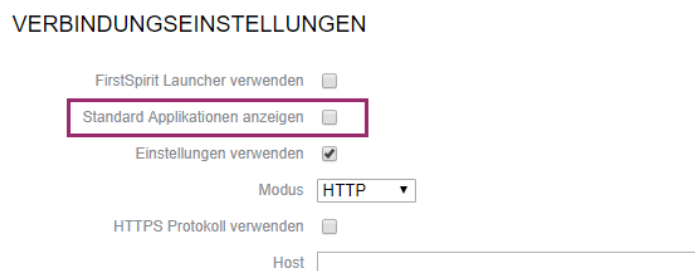 VERBINDUNGSEINSTELLUNGEN
FirstSpirit Launcher verwenden
Standard Applikationen anzeigen
Einstellungen verwenden
Modus HTTP
HTTPS Protokoll verwenden
Host